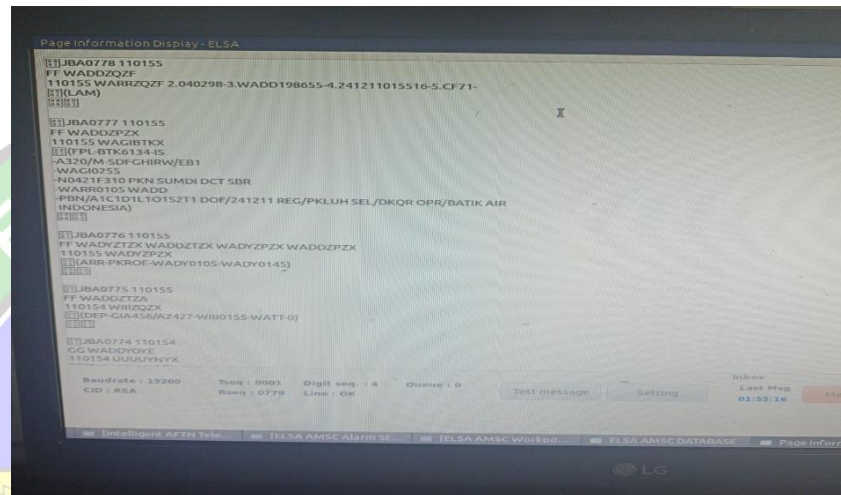 Page Information Display - ELSA
JBA0778 110155
FF WADDZQZF
110155 WARRZQZF 2.040298-3.WADD198655-4.241211015516-5.CF71-
(LAM)
JBA0777 110155
FF WADDZPZX
110155 WAGIBTKX
(FPL-BTK6134-IS
-A320/M-SDFGHIRW/EB1
-WAGI0255
-N0421F310 PKN SUMDI DCT SBR
-WARR0105 WADD
-PBN/A1C1D1L1O1S2T1 DOF/241211 REG/PKLUH SEL/DKQR OPR/BATIK AIR
INDONESIA)
JBA0776 110155
FF WADYZTZX WADDZTZX WADYZPZX WADDZPZX
110155 WADYZPZX
(ARR-PKROE-WADY0105-WADY0145)
JBA0775 110155
FF WADDZTZA
110154 WIIIZQZX
(DEP-GIA456/A2427-WIII0155-WATT-0)
JBA0774 110154
GG WADDYOYE
110154 UUUUYNYX
Baudrate : 19200 Tseq : 0001 Digit seq. : 4 Queue : 0
CID : RSA Rseq : 0779 Line : OK
Test message Setting
Inbox
Last Msg
01:55:16
[Intelligent AFTN Tele... [ELSA AMSC Alarm St... [ELSA AMSC Workpa... ELSA AMSC DATABASE Page Infor
LG